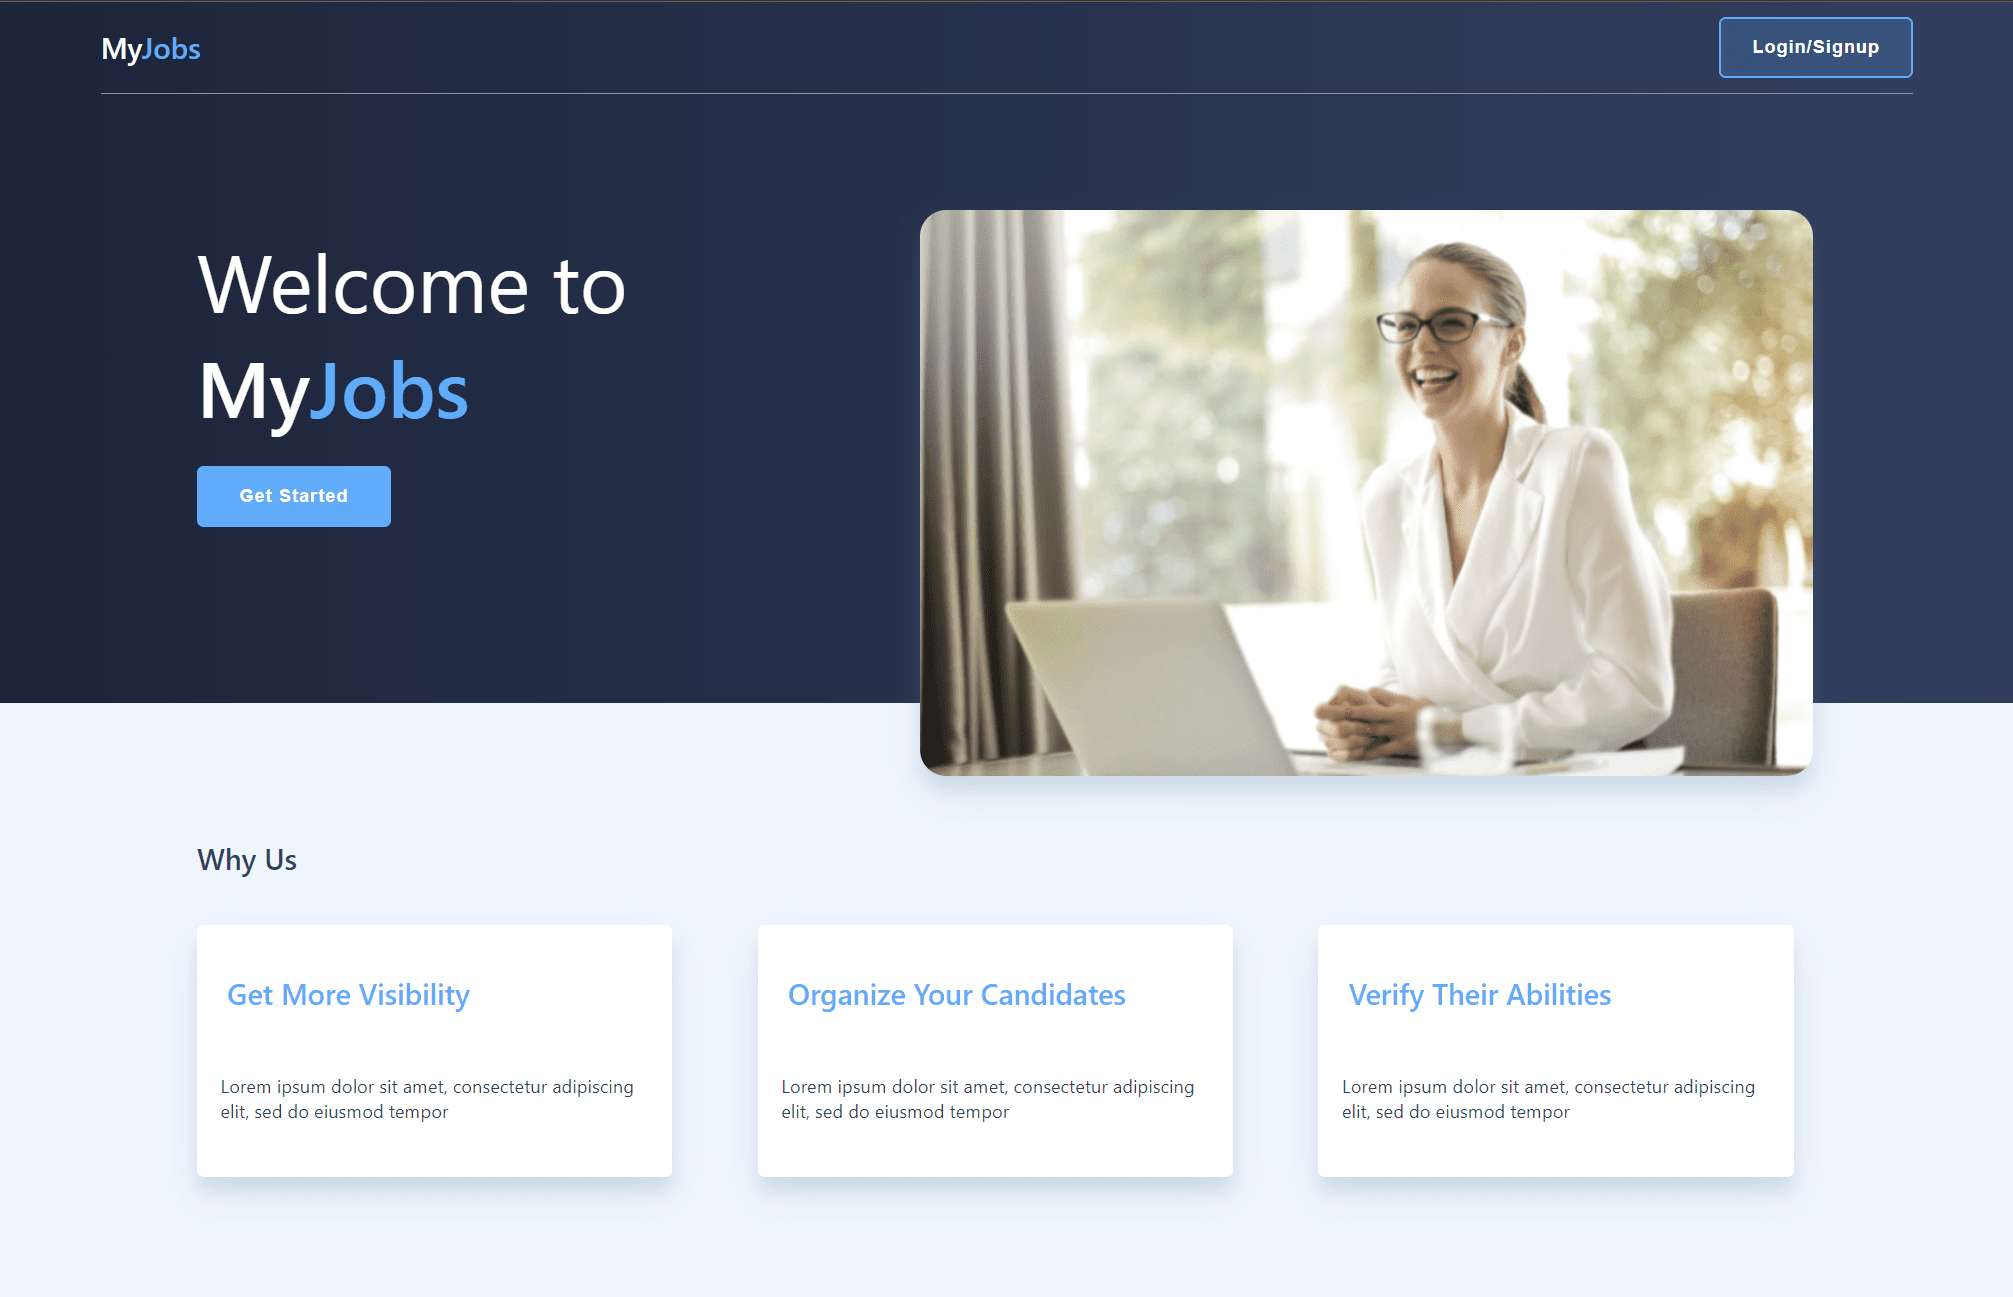 MyJobs
Login/Signup
Welcome to
MyJobs
Get Started
Why Us
Get More Visibility
Lorem ipsum dolor sit amet, consectetur adipiscing
elit, sed do eiusmod tempor
Organize Your Candidates
Lorem ipsum dolor sit amet, consectetur adipiscing
elit, sed do eiusmod tempor
Verify Their Abilities
Lorem ipsum dolor sit amet, consectetur adipiscing
elit, sed do eiusmod tempor